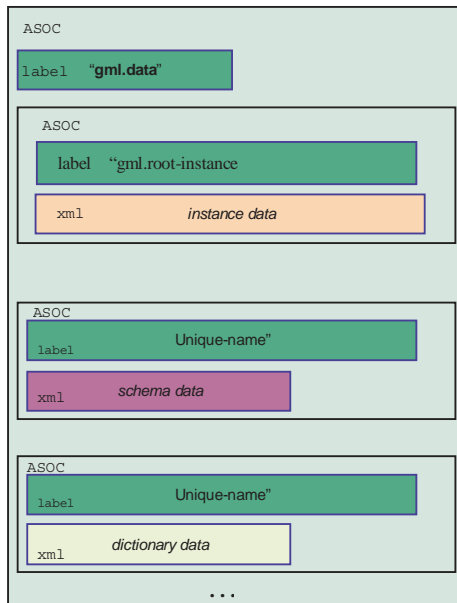 ASOC
label “gml.data”
ASOC
label “gml.root-instance
xml instance data
ASOC
Unique-name”
label
xml schema data
ASOC
Unique-name”
label
xml dictionary data
...